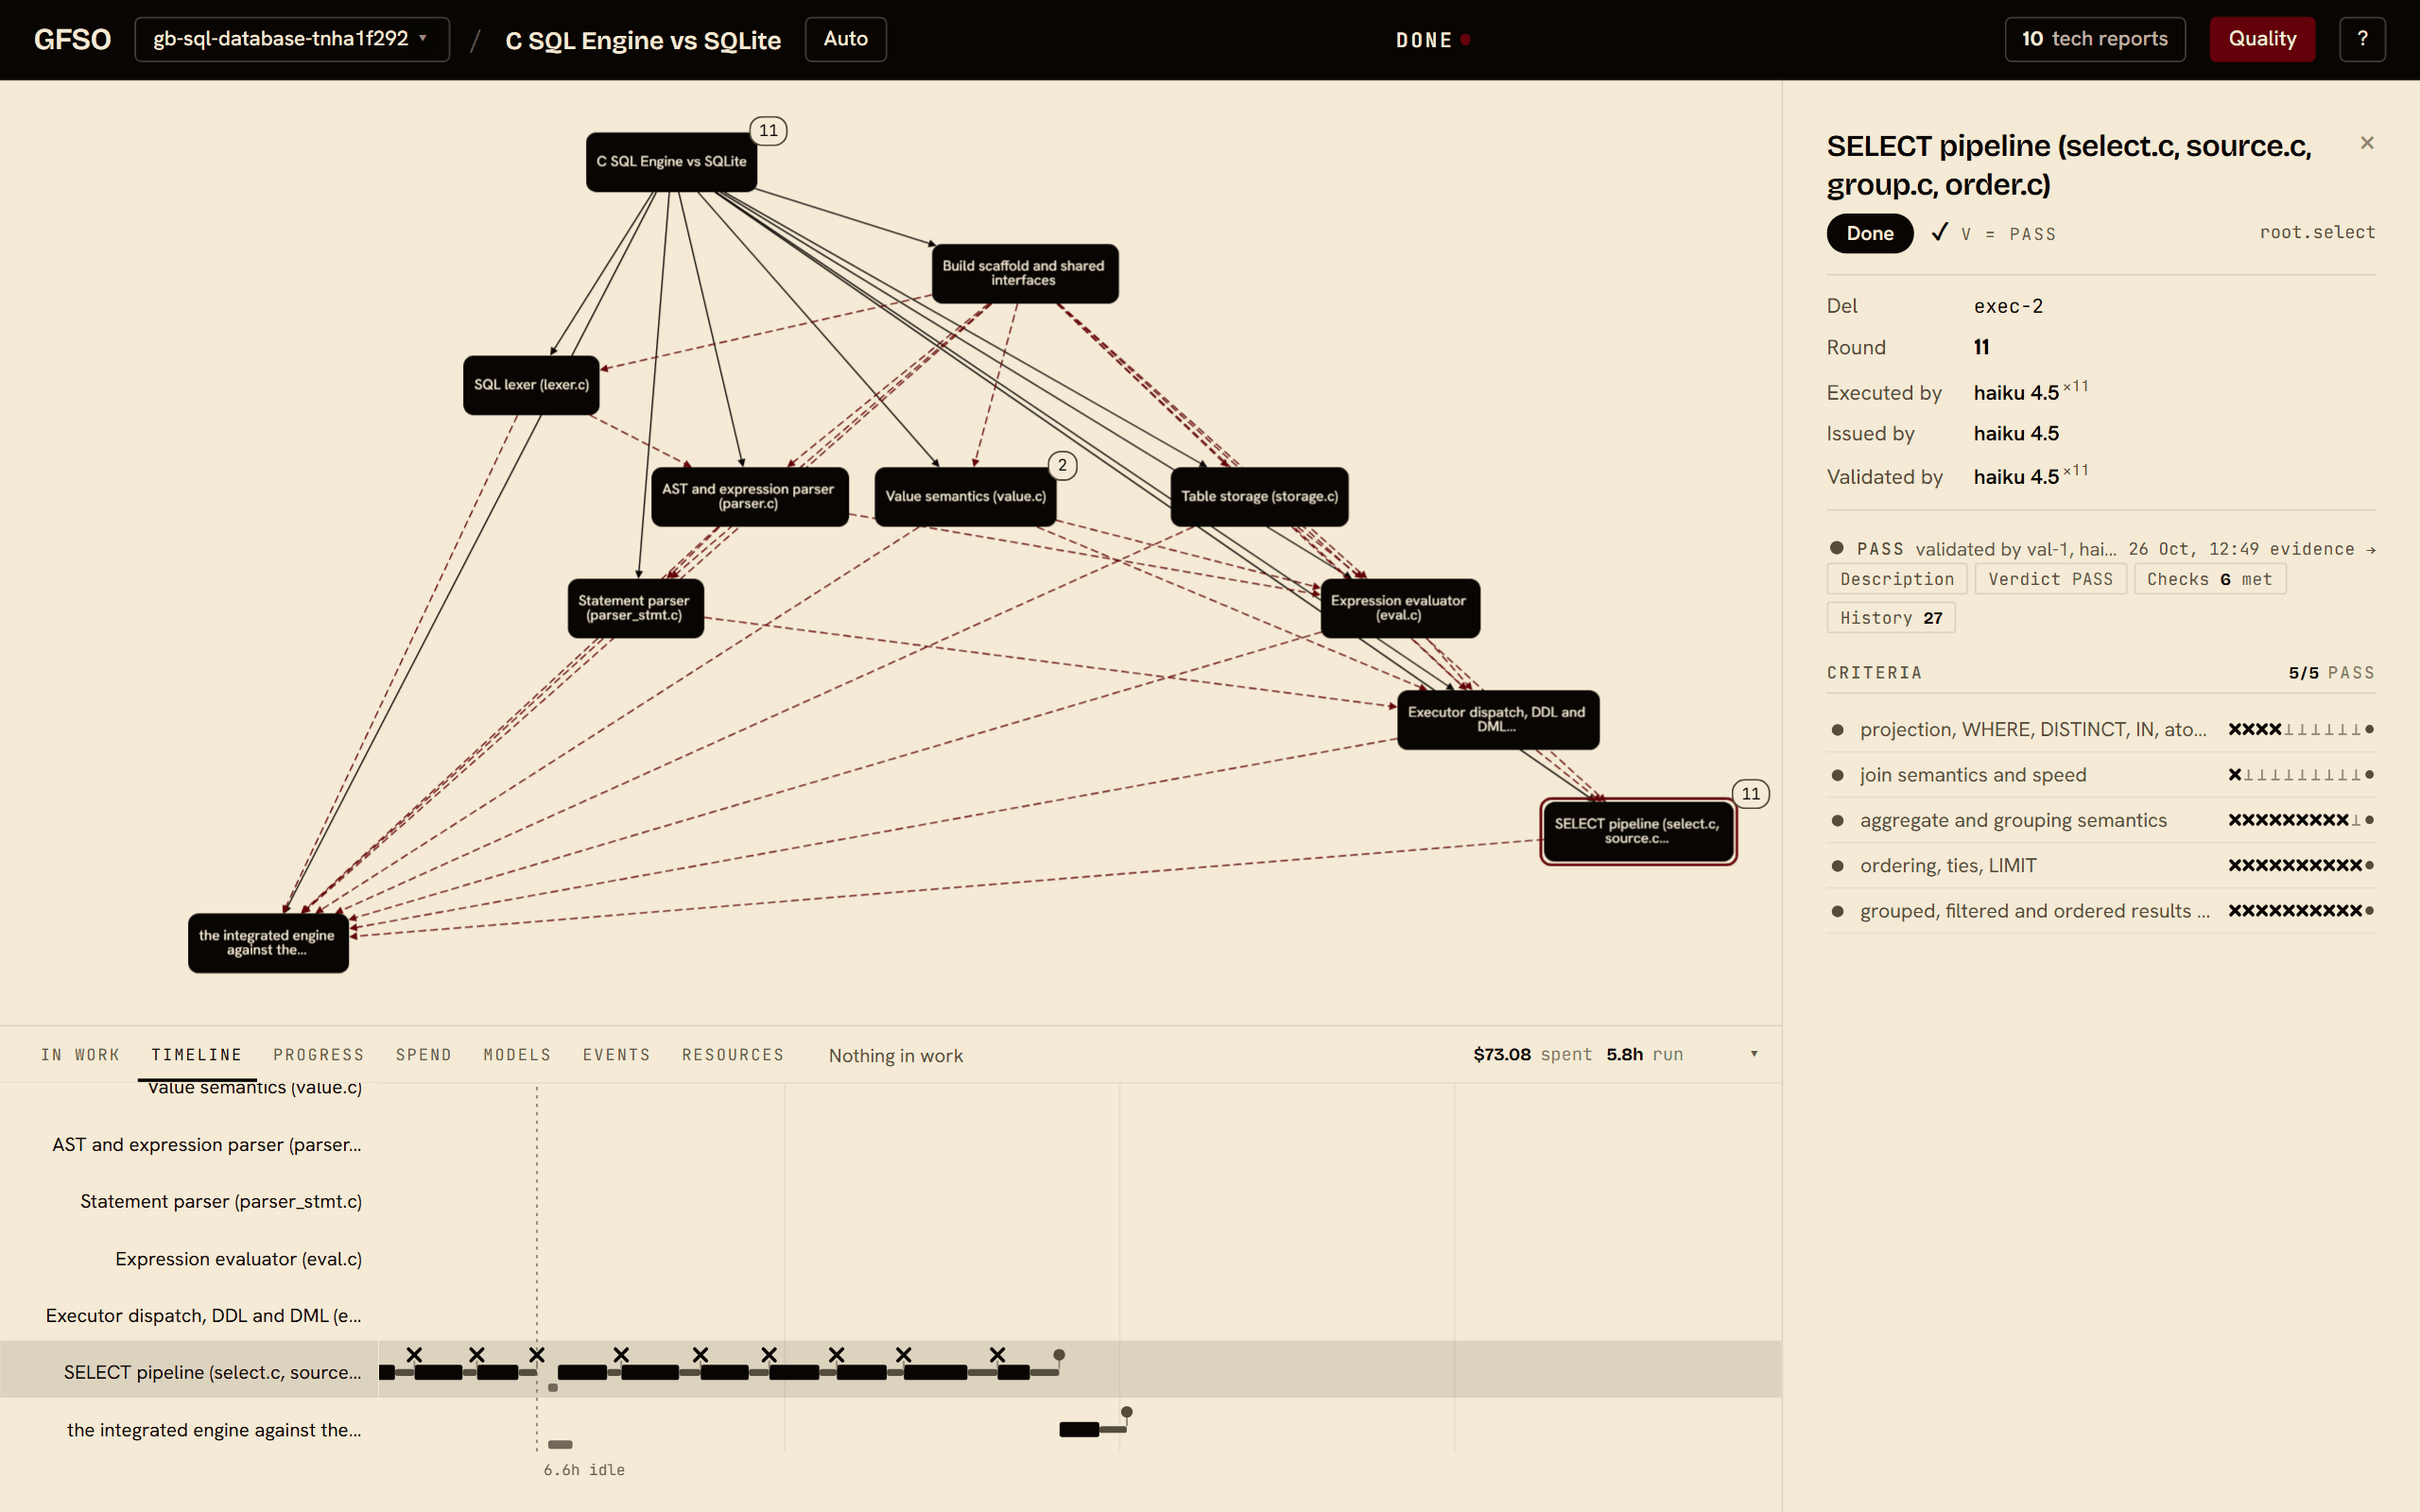 GFSO
gb-sql-database-tnha1f292 ▾
/
C SQL Engine vs SQLite
Auto
DONE
10 tech reports
Quality
?
11
C SQL Engine vs SQLite
Build scaffold and shared
interfaces
SQL lexer (lexer.c)
2
AST and expression parser
(parser.c)
Value semantics (value.c)
Table storage (storage.c)
Statement parser
(parser_stmt.c)
Expression evaluator
(eval.c)
Executor dispatch, DDL and
DML...
11
SELECT pipeline (select.c,
source.c...
the integrated engine
against the...
SELECT pipeline (select.c, source.c,
group.c, order.c)
×
Done
✓ V = PASS
root.select
Del exec-2
Round 11
Executed by haiku 4.5 ×11
Issued by haiku 4.5
Validated by haiku 4.5 ×11
PASS validated by val-1, hai... 26 Oct, 12:49 evidence →
Description
Verdict PASS
Checks 6 met
History 27
CRITERIA 5/5 PASS
projection, WHERE, DISTINCT, IN, ato... ××××⊥⊥⊥⊥⊥⊥●
join semantics and speed ×⊥⊥⊥⊥⊥⊥⊥⊥⊥●
aggregate and grouping semantics ×××××××××⊥●
ordering, ties, LIMIT ××××××××××●
grouped, filtered and ordered results ... ××××××××××●
IN WORK
TIMELINE
PROGRESS
SPEND
MODELS
EVENTS
RESOURCES
Nothing in work
$73.08 spent 5.8h run
▾
Value semantics (value.c)
AST and expression parser (parser...
Statement parser (parser_stmt.c)
Expression evaluator (eval.c)
Executor dispatch, DDL and DML (e...
SELECT pipeline (select.c, source...
the integrated engine against the...
6.6h idle